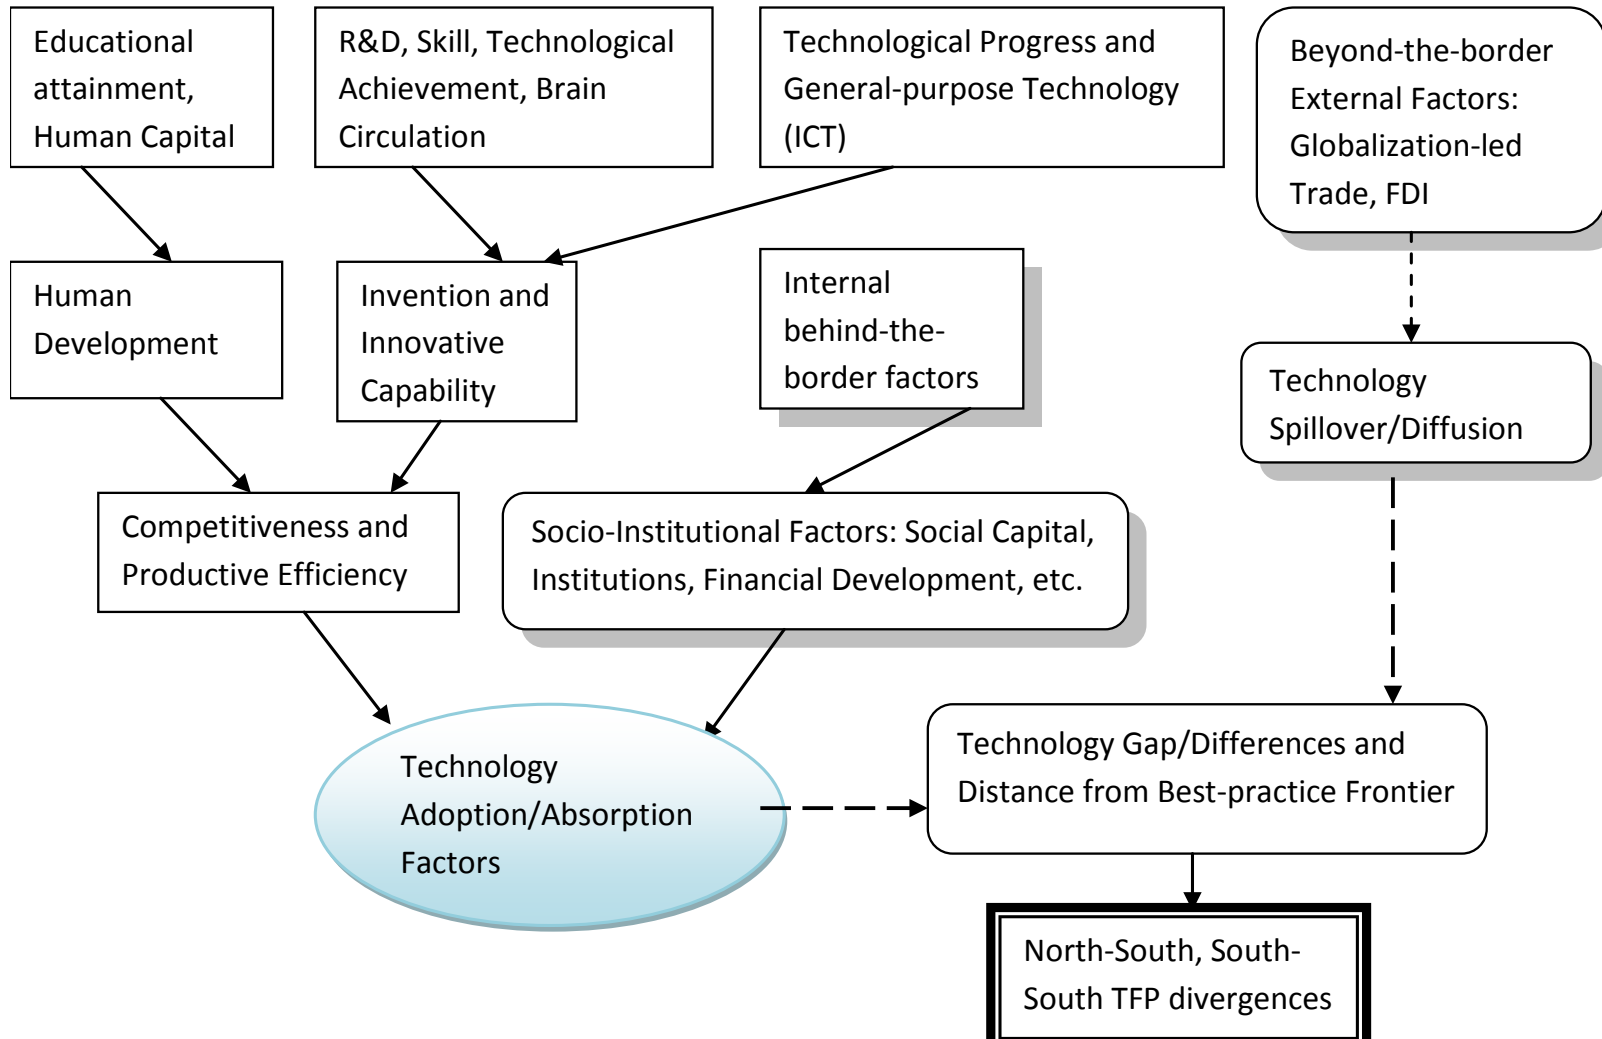 Educational
attainment,
Human Capital
R&D, Skill, Technological
Achievement, Brain
Circulation
Technological Progress and
General-purpose Technology
(ICT)
Beyond-the-border
External Factors:
Globalization-led
Trade, FDI
Human
Development
Invention and
Innovative
Capability
Internal
behind-the-
border factors
Technology
Spillover/Diffusion
Competitiveness and
Productive Efficiency
Socio-Institutional Factors: Social Capital,
Institutions, Financial Development, etc.
Technology
Adoption/Absorption
Factors
Technology Gap/Differences and
Distance from Best-practice Frontier
North-South, South-
South TFP divergences